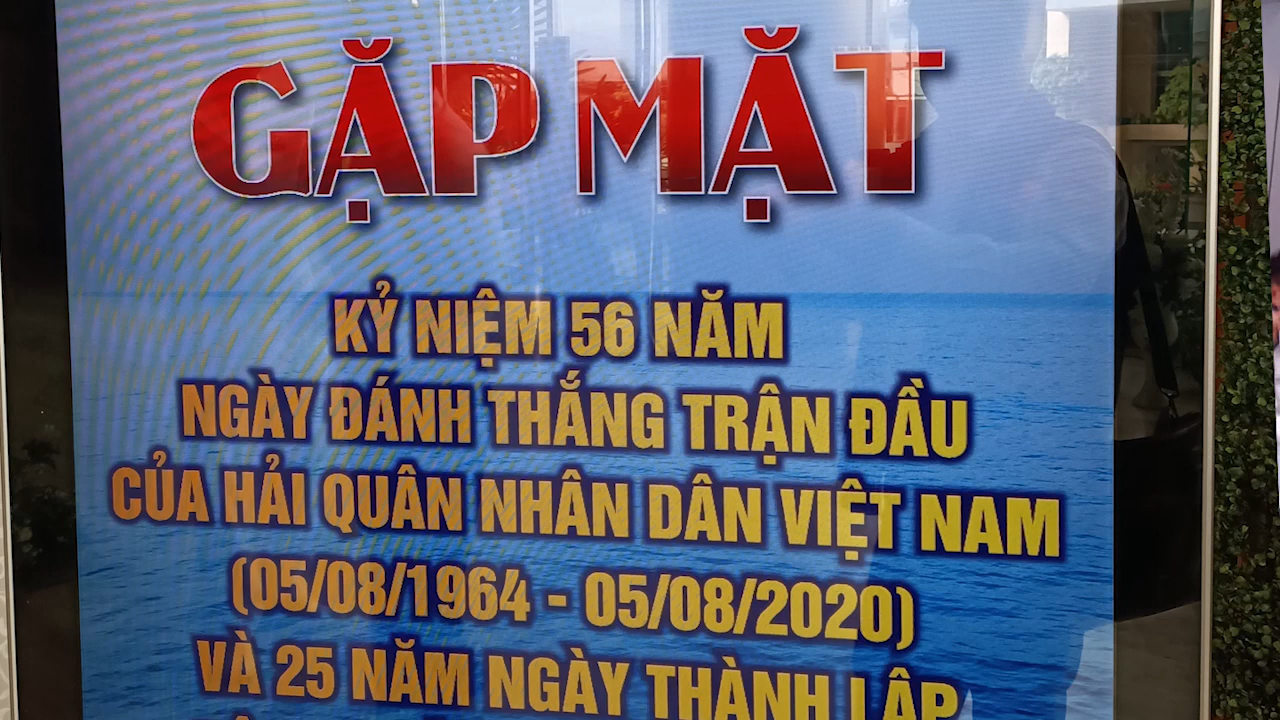 GẶP MẶT
KỶ NIỆM 56 NĂM
NGÀY ĐÁNH THẮNG TRẬN ĐẦU
CỦA HẢI QUÂN NHÂN DÂN VIỆT NAM
(05/08/1964 - 05/08/2020)
VÀ 25 NĂM NGÀY THÀNH LẬP